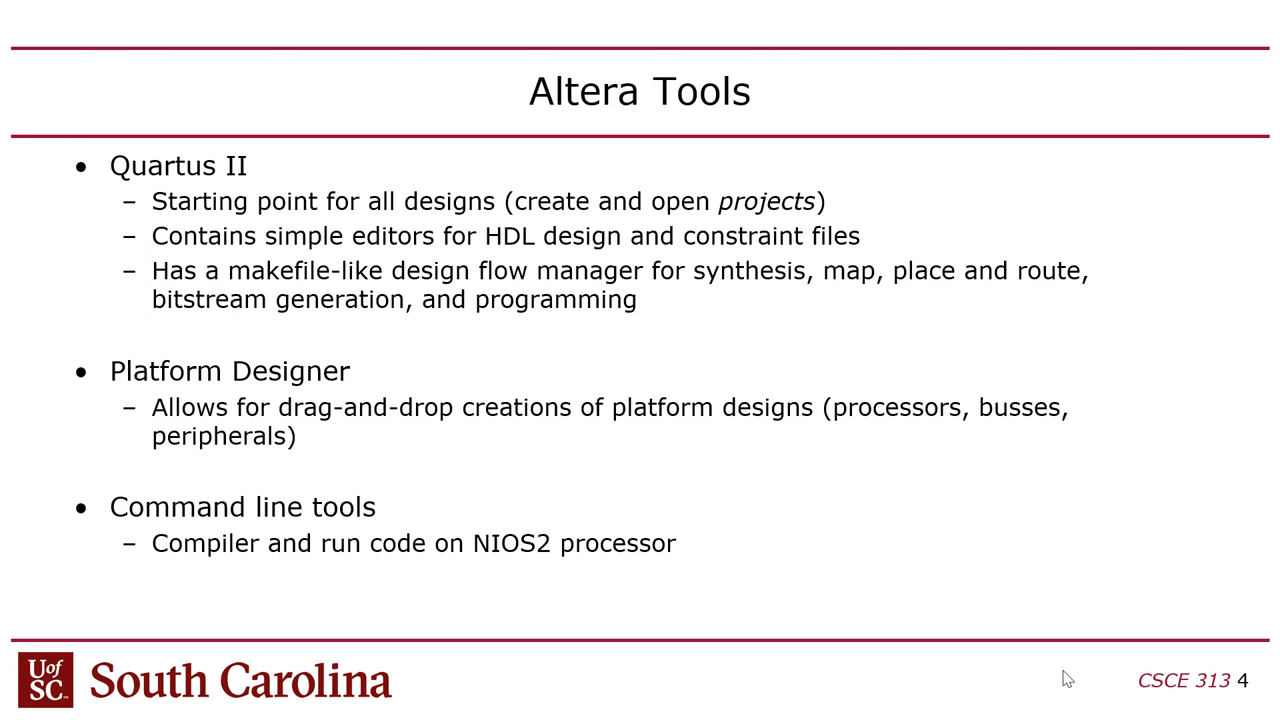 Altera Tools
• Quartus II
– Starting point for all designs (create and open projects)
– Contains simple editors for HDL design and constraint files
– Has a makefile-like design flow manager for synthesis, map, place and route,
bitstream generation, and programming
• Platform Designer
– Allows for drag-and-drop creations of platform designs (processors, busses,
peripherals)
• Command line tools
– Compiler and run code on NIOS2 processor
UofSC South Carolina
CSCE 313 4